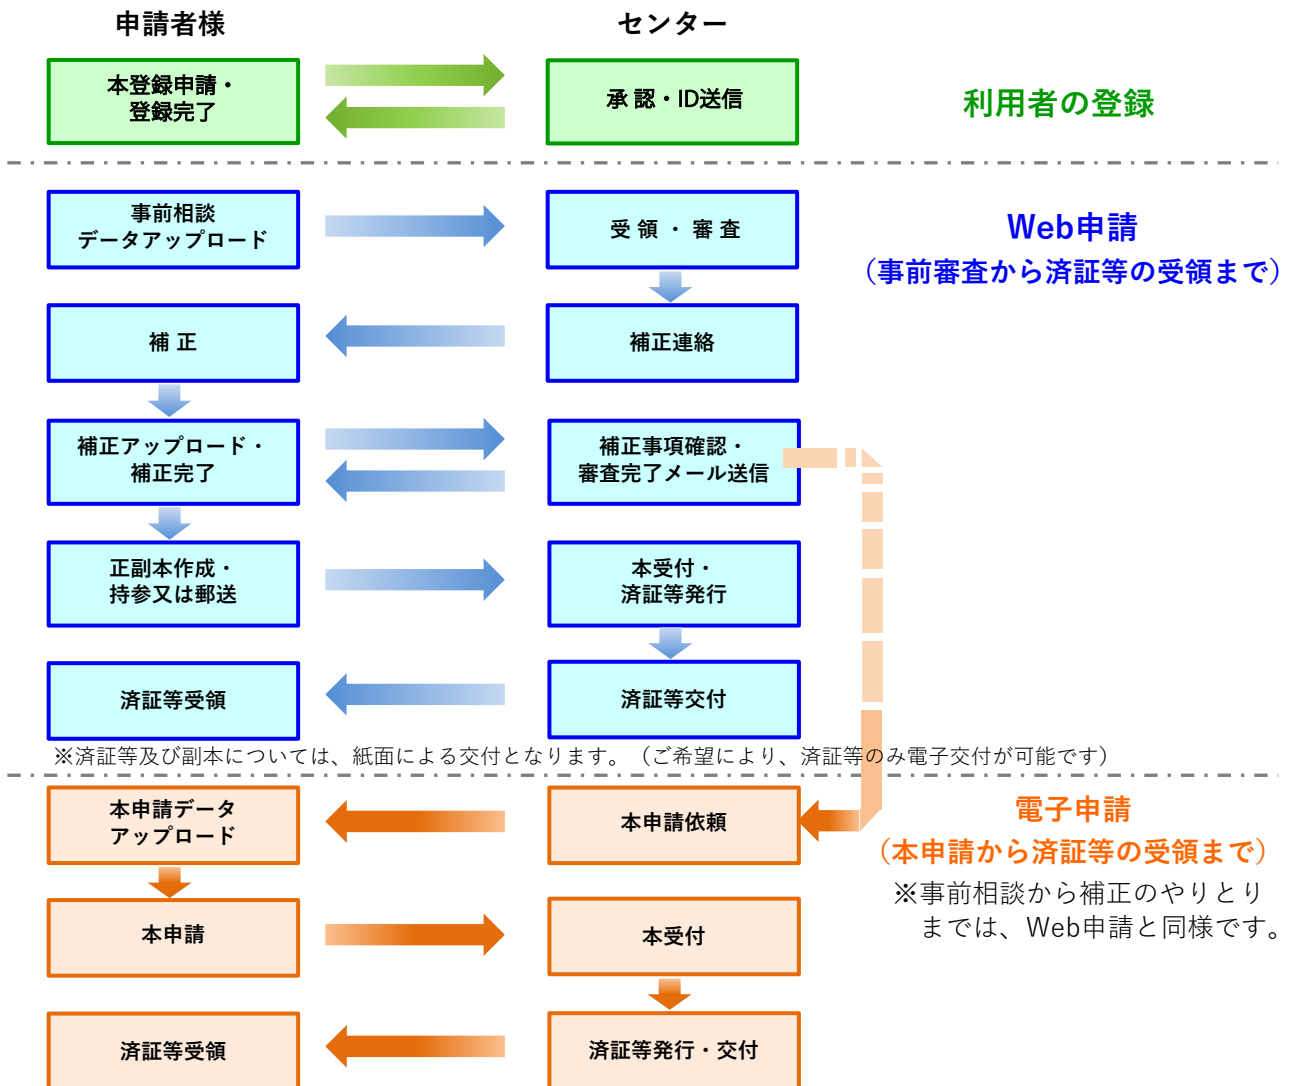 申請者様
センター
本登録申請・
登録完了
承 認・ID送信
利用者の登録
事前相談
データアップロード
受 領 ・ 審 査
Web申請
（事前審査から済証等の受領まで）
補 正
補正連絡
補正アップロード・
補正完了
補正事項確認・
審査完了メール送信
正副本作成・
持参又は郵送
本受付・
済証等発行
済証等受領
済証等交付
※済証等及び副本については、紙面による交付となります。（ご希望により、済証等のみ電子交付が可能です）
本申請データ
アップロード
本申請依頼
電子申請
（本申請から済証等の受領まで）
※事前相談から補正のやりとり
までは、Web申請と同様です。
本申請
本受付
済証等受領
済証等発行・交付